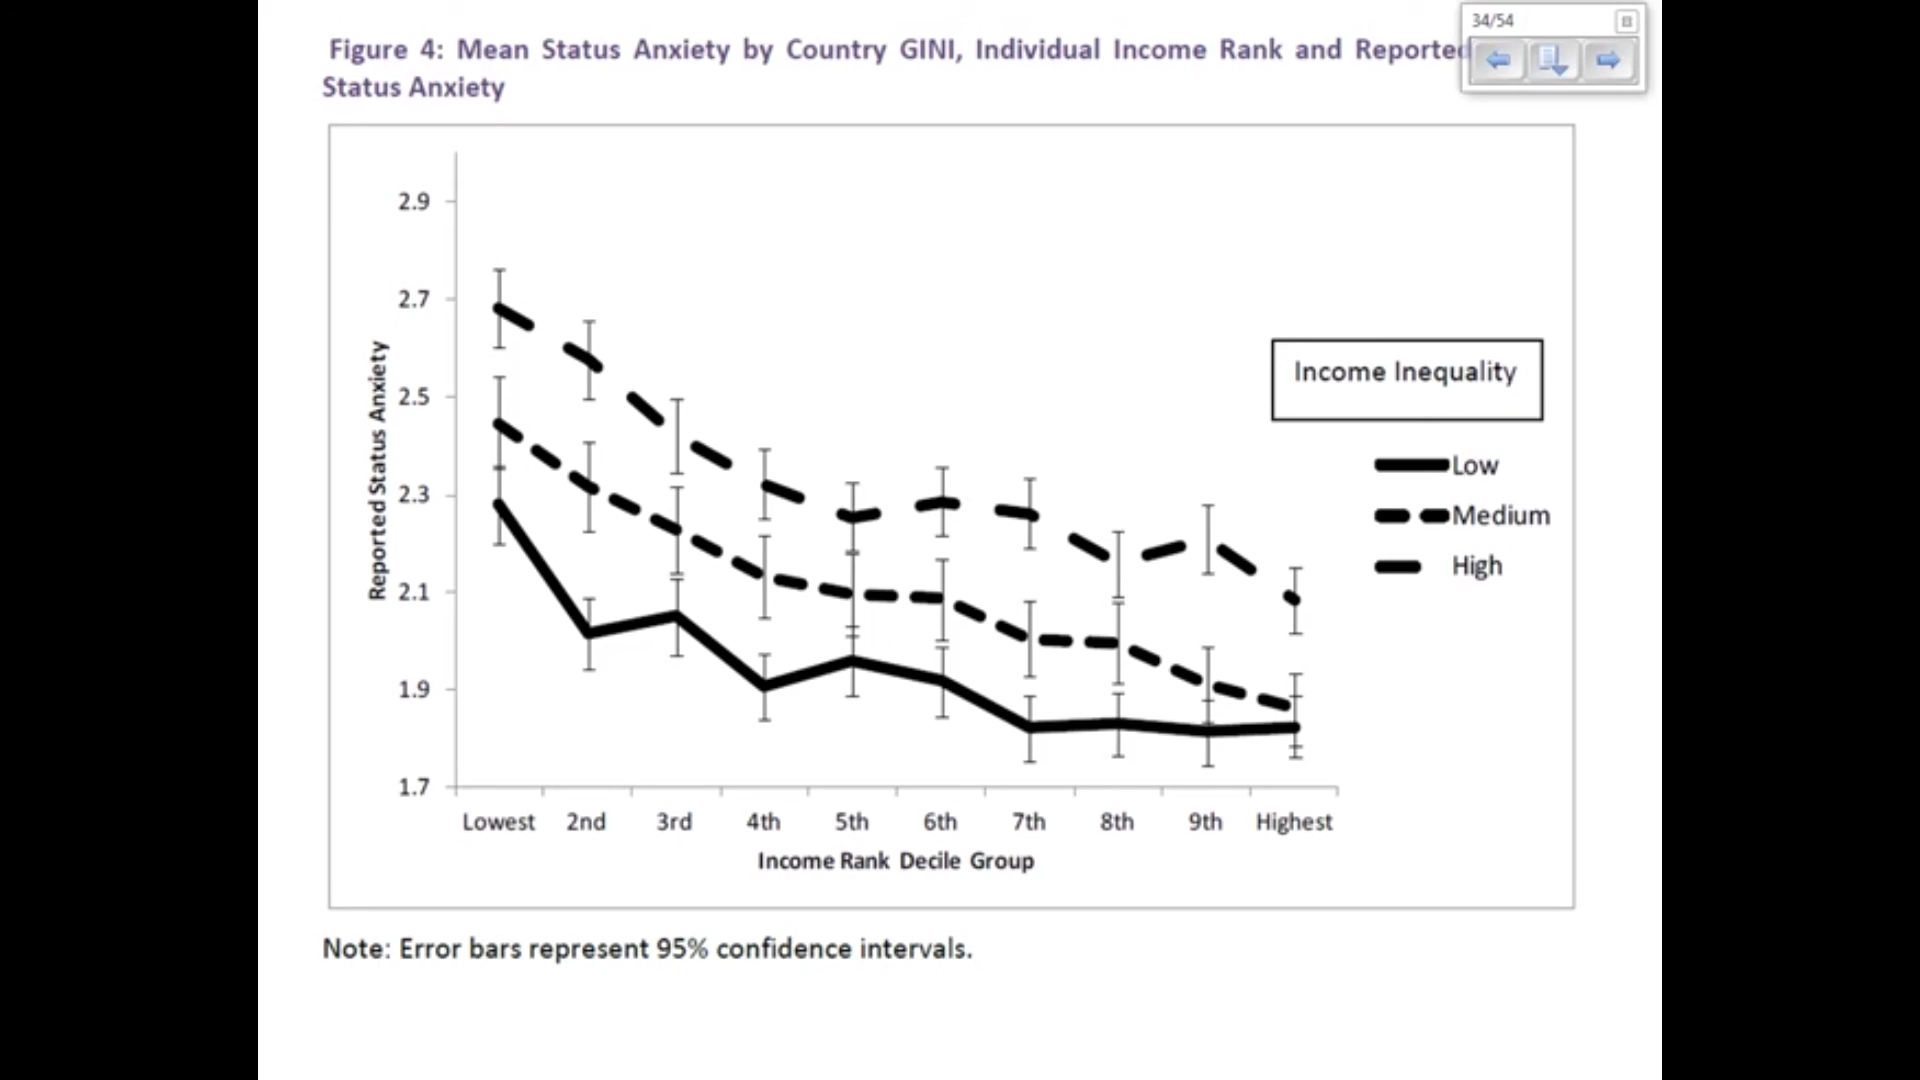 34/54
Figure 4: Mean Status Anxiety by Country GINI, Individual Income Rank and Reported
Status Anxiety
2.9
2.7
2.5
2.3
2.1
1.9
1.7
Reported Status Anxiety
Income Inequality
Low
Medium
High
Lowest 2nd 3rd 4th 5th 6th 7th 8th 9th Highest
Income Rank Decile Group
Note: Error bars represent 95% confidence intervals.